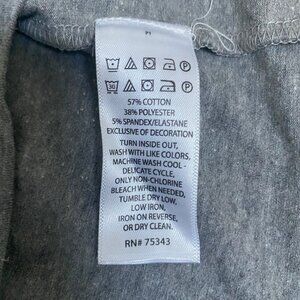 57% COTTON
38% POLYESTER
5% SPANDEX/ELASTANE
EXCLUSIVE OF DECORATION
TURN INSIDE OUT,
WASH WITH LIKE COLORS,
MACHINE WASH COOL -
DELICATE CYCLE,
ONLY NON-CHLORINE
BLEACH WHEN NEEDED,
TUMBLE DRY LOW,
LOW IRON,
IRON ON REVERSE,
OR DRY CLEAN.
RN# 75343